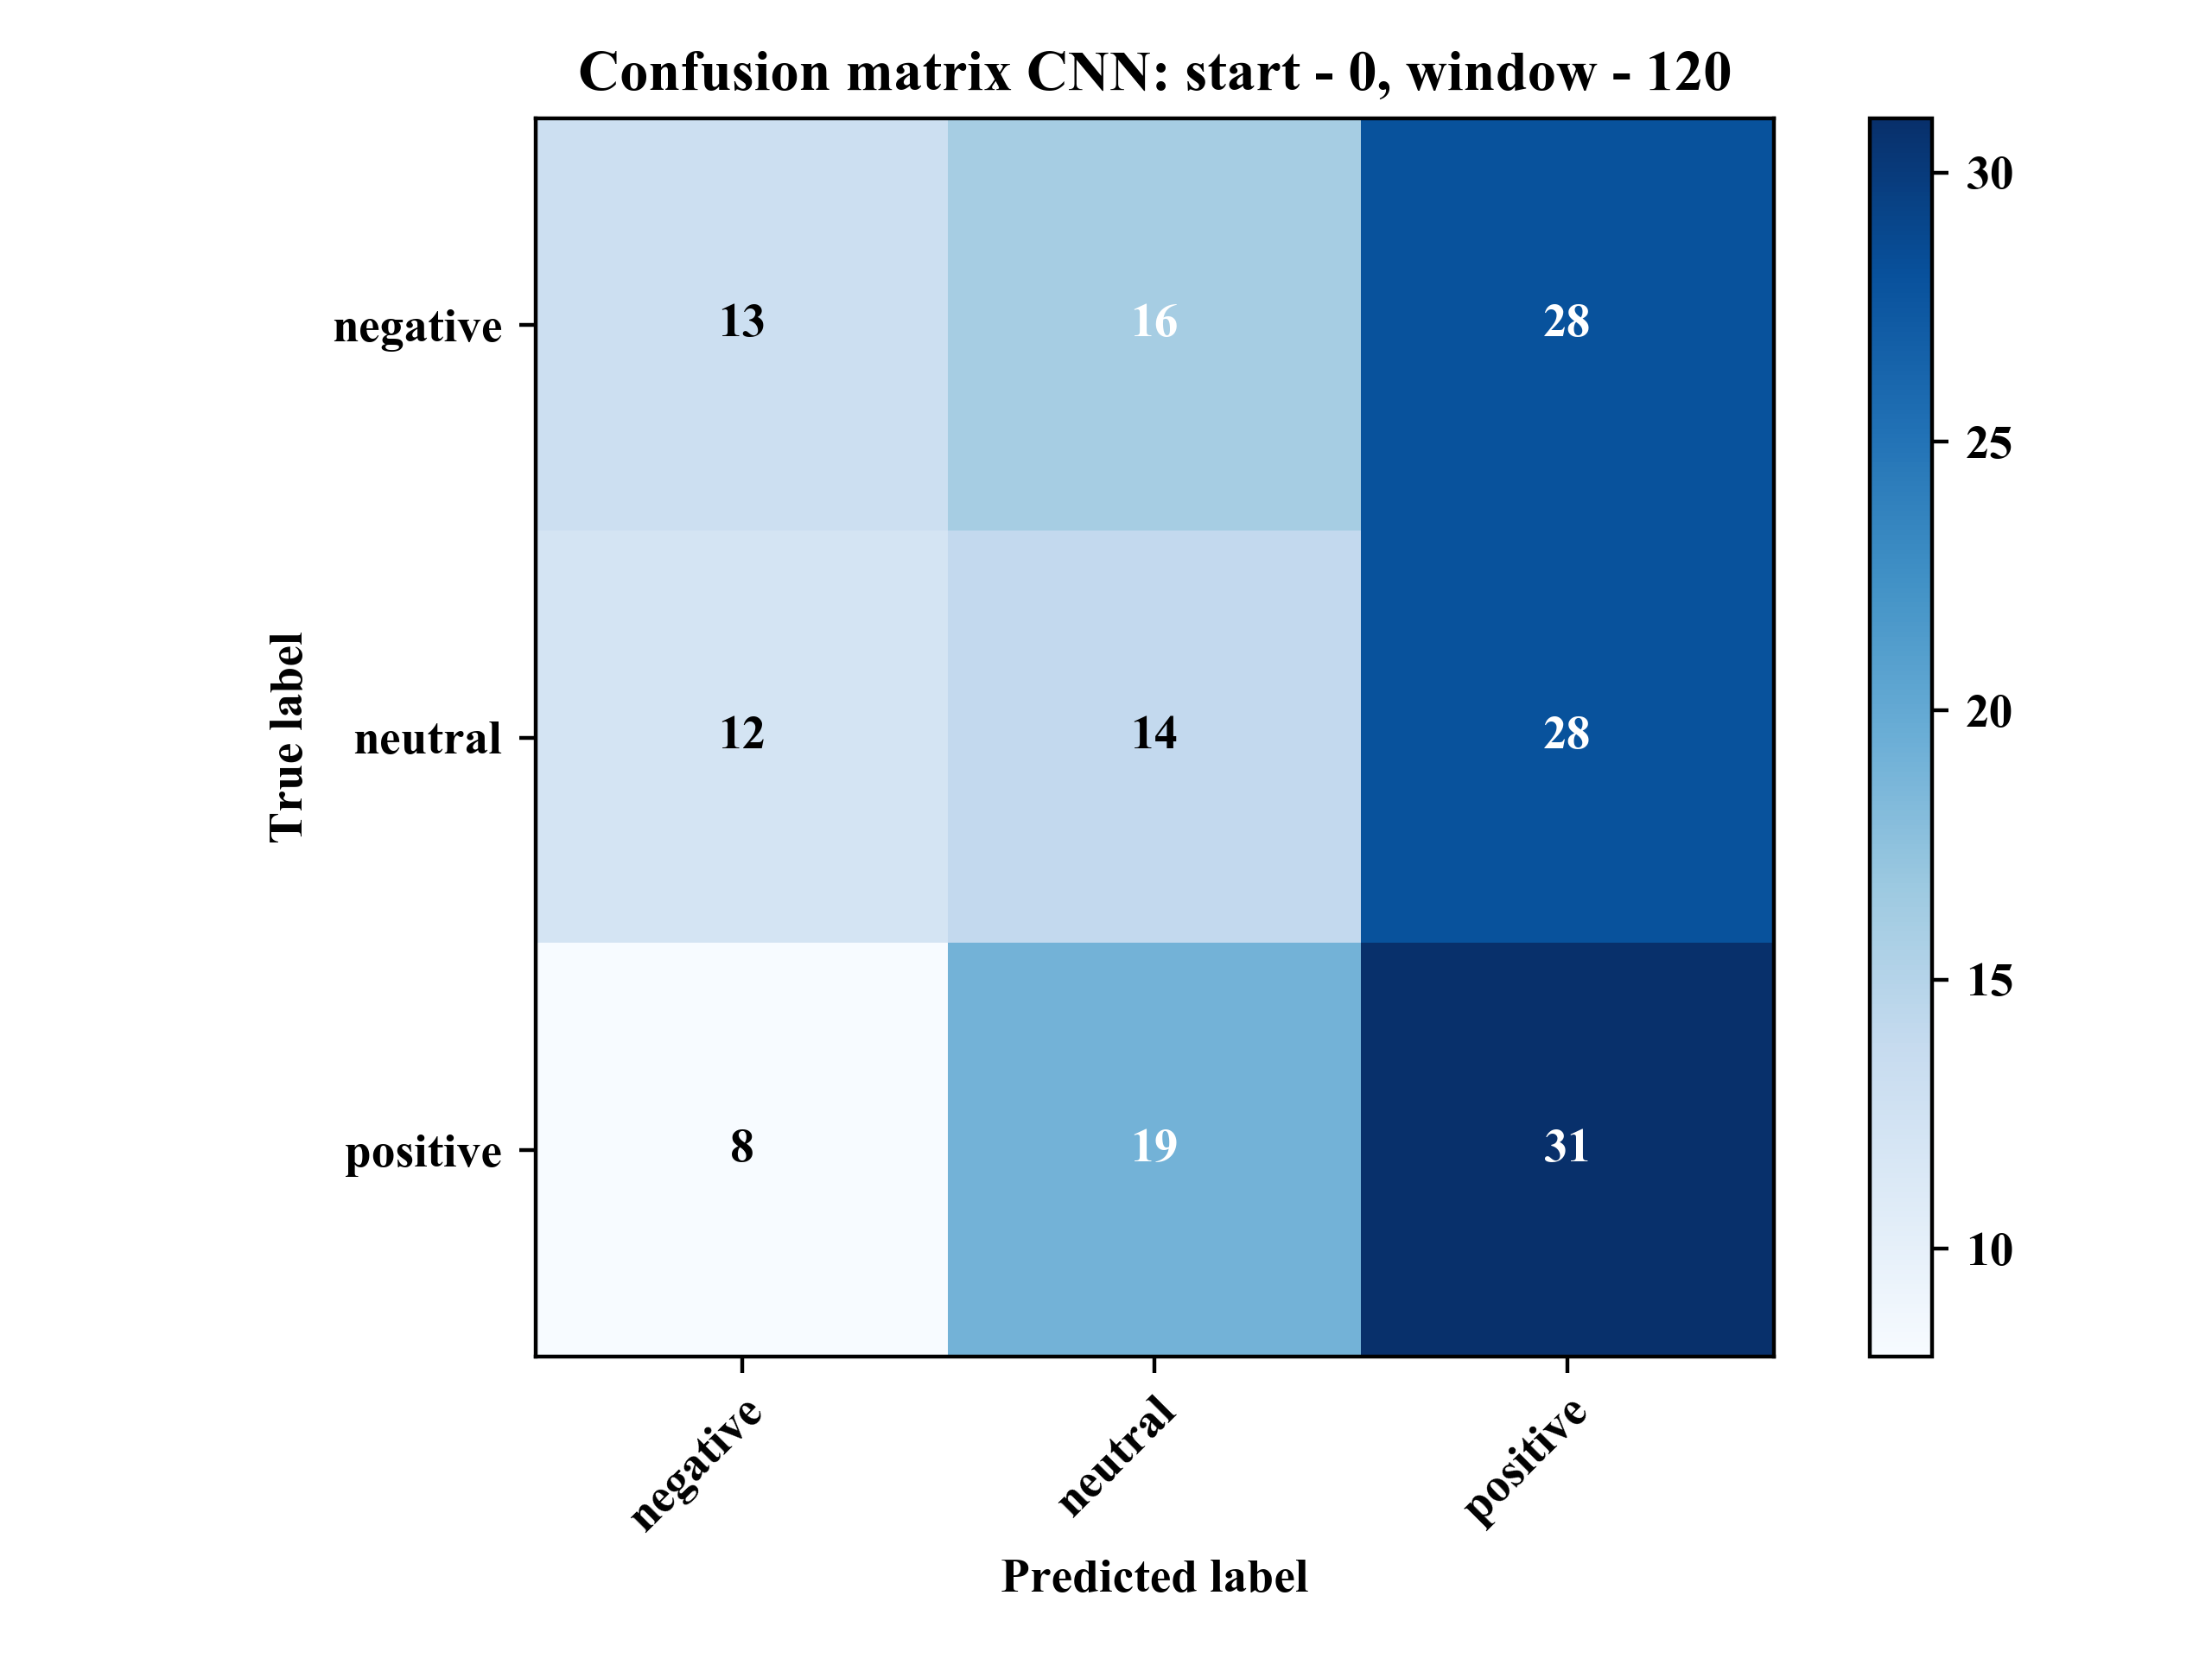 Confusion matrix CNN: start - 0, window - 120
True label
negative
13
16
28
neutral
12
14
28
positive
8
19
31
negative
neutral
positive
Predicted label
30
25
20
15
10